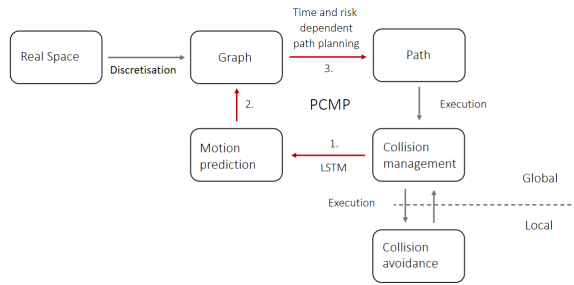 Time and risk
dependent
path planning
Real Space
Discretisation
Graph
3.
Path
2.
PCMP
Execution
Motion
prediction
1.
LSTM
Collision
management
Global
Execution
Local
Collision
avoidance